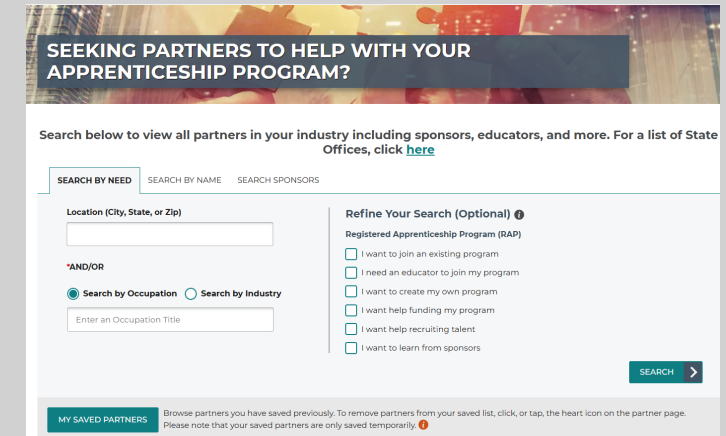 SEEKING PARTNERS TO HELP WITH YOUR
APPRENTICESHIP PROGRAM?
Search below to view all partners in your industry including sponsors, educators, and more. For a list of State
Offices, click here
SEARCH BY NEED SEARCH BY NAME SEARCH SPONSORS
Location (City, State, or Zip)
*AND/OR
Search by Occupation Search by Industry
Enter an Occupation Title
Refine Your Search (Optional) i
Registered Apprenticeship Program (RAP)
I want to join an existing program
I need an educator to join my program
I want to create my own program
I want help funding my program
I want help recruiting talent
I want to learn from sponsors
SEARCH
MY SAVED PARTNERS
Browse partners you have saved previously. To remove partners from your saved list, click, or tap, the heart icon on the partner page.
Please note that your saved partners are only saved temporarily. i